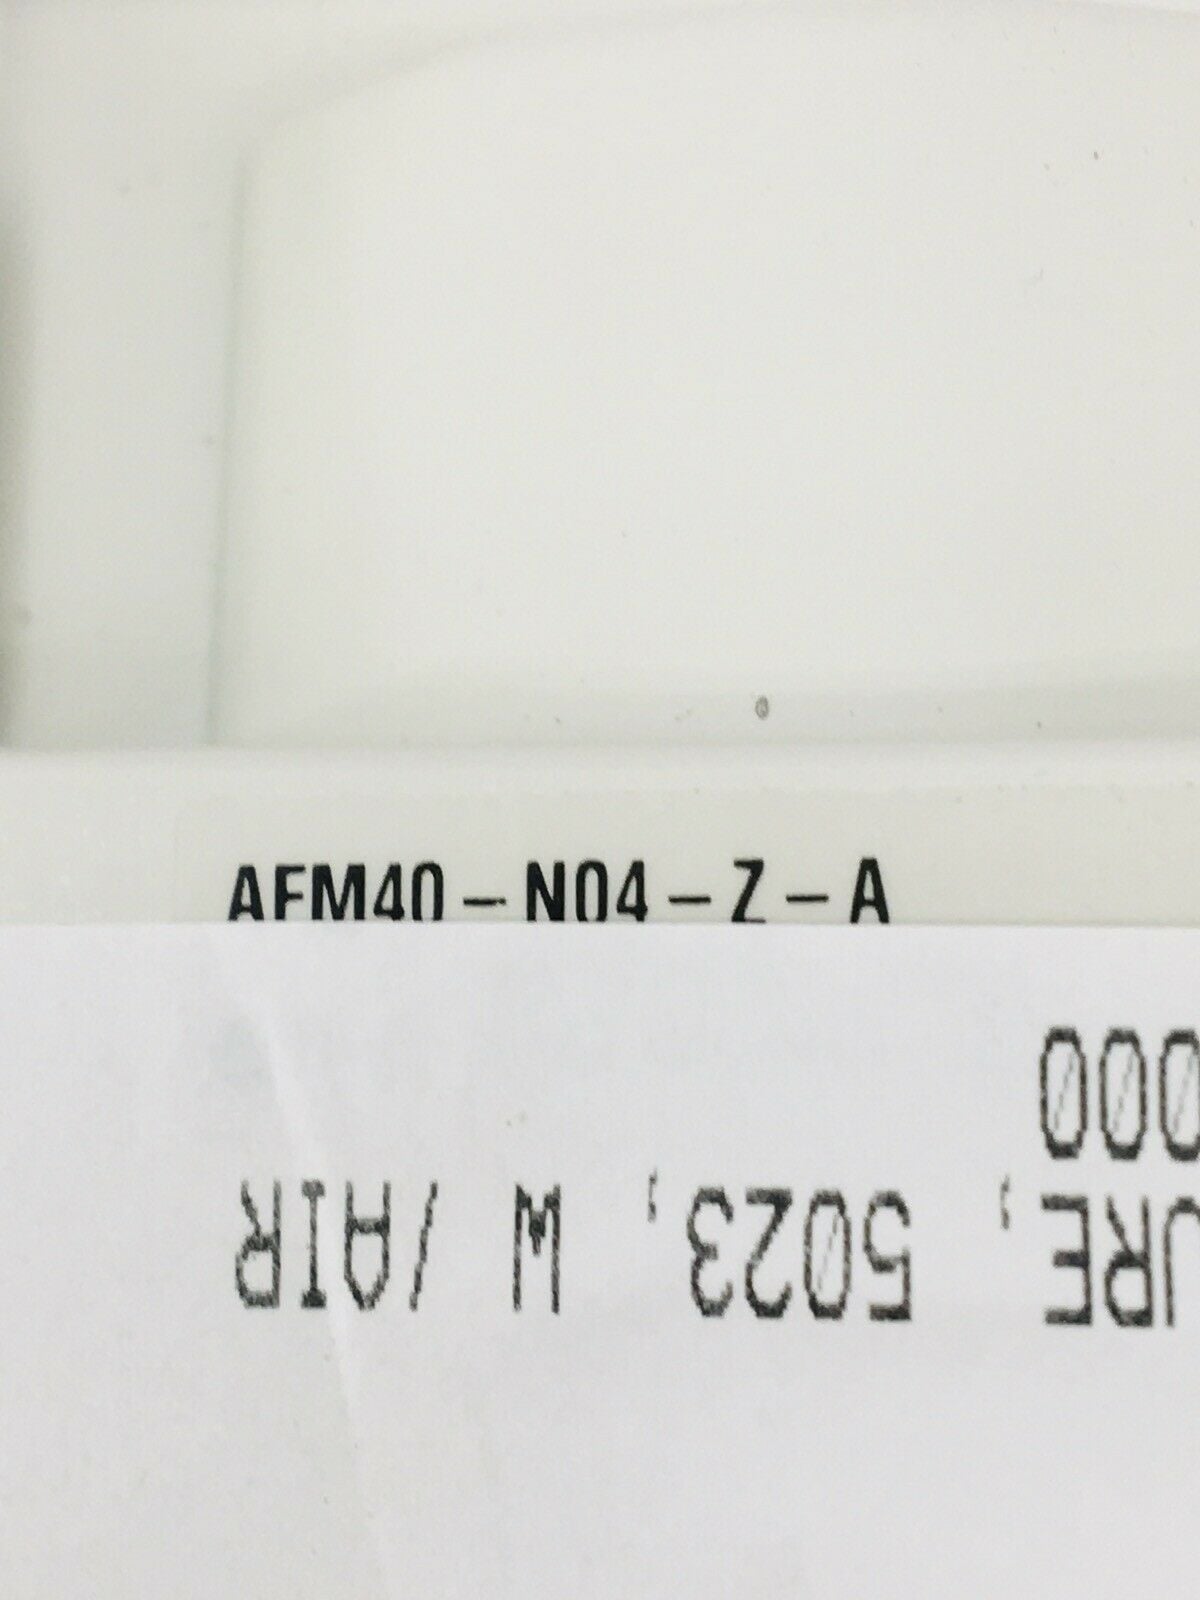 AFM40-N04-Z-A
URE, 5023, W /AIR
000